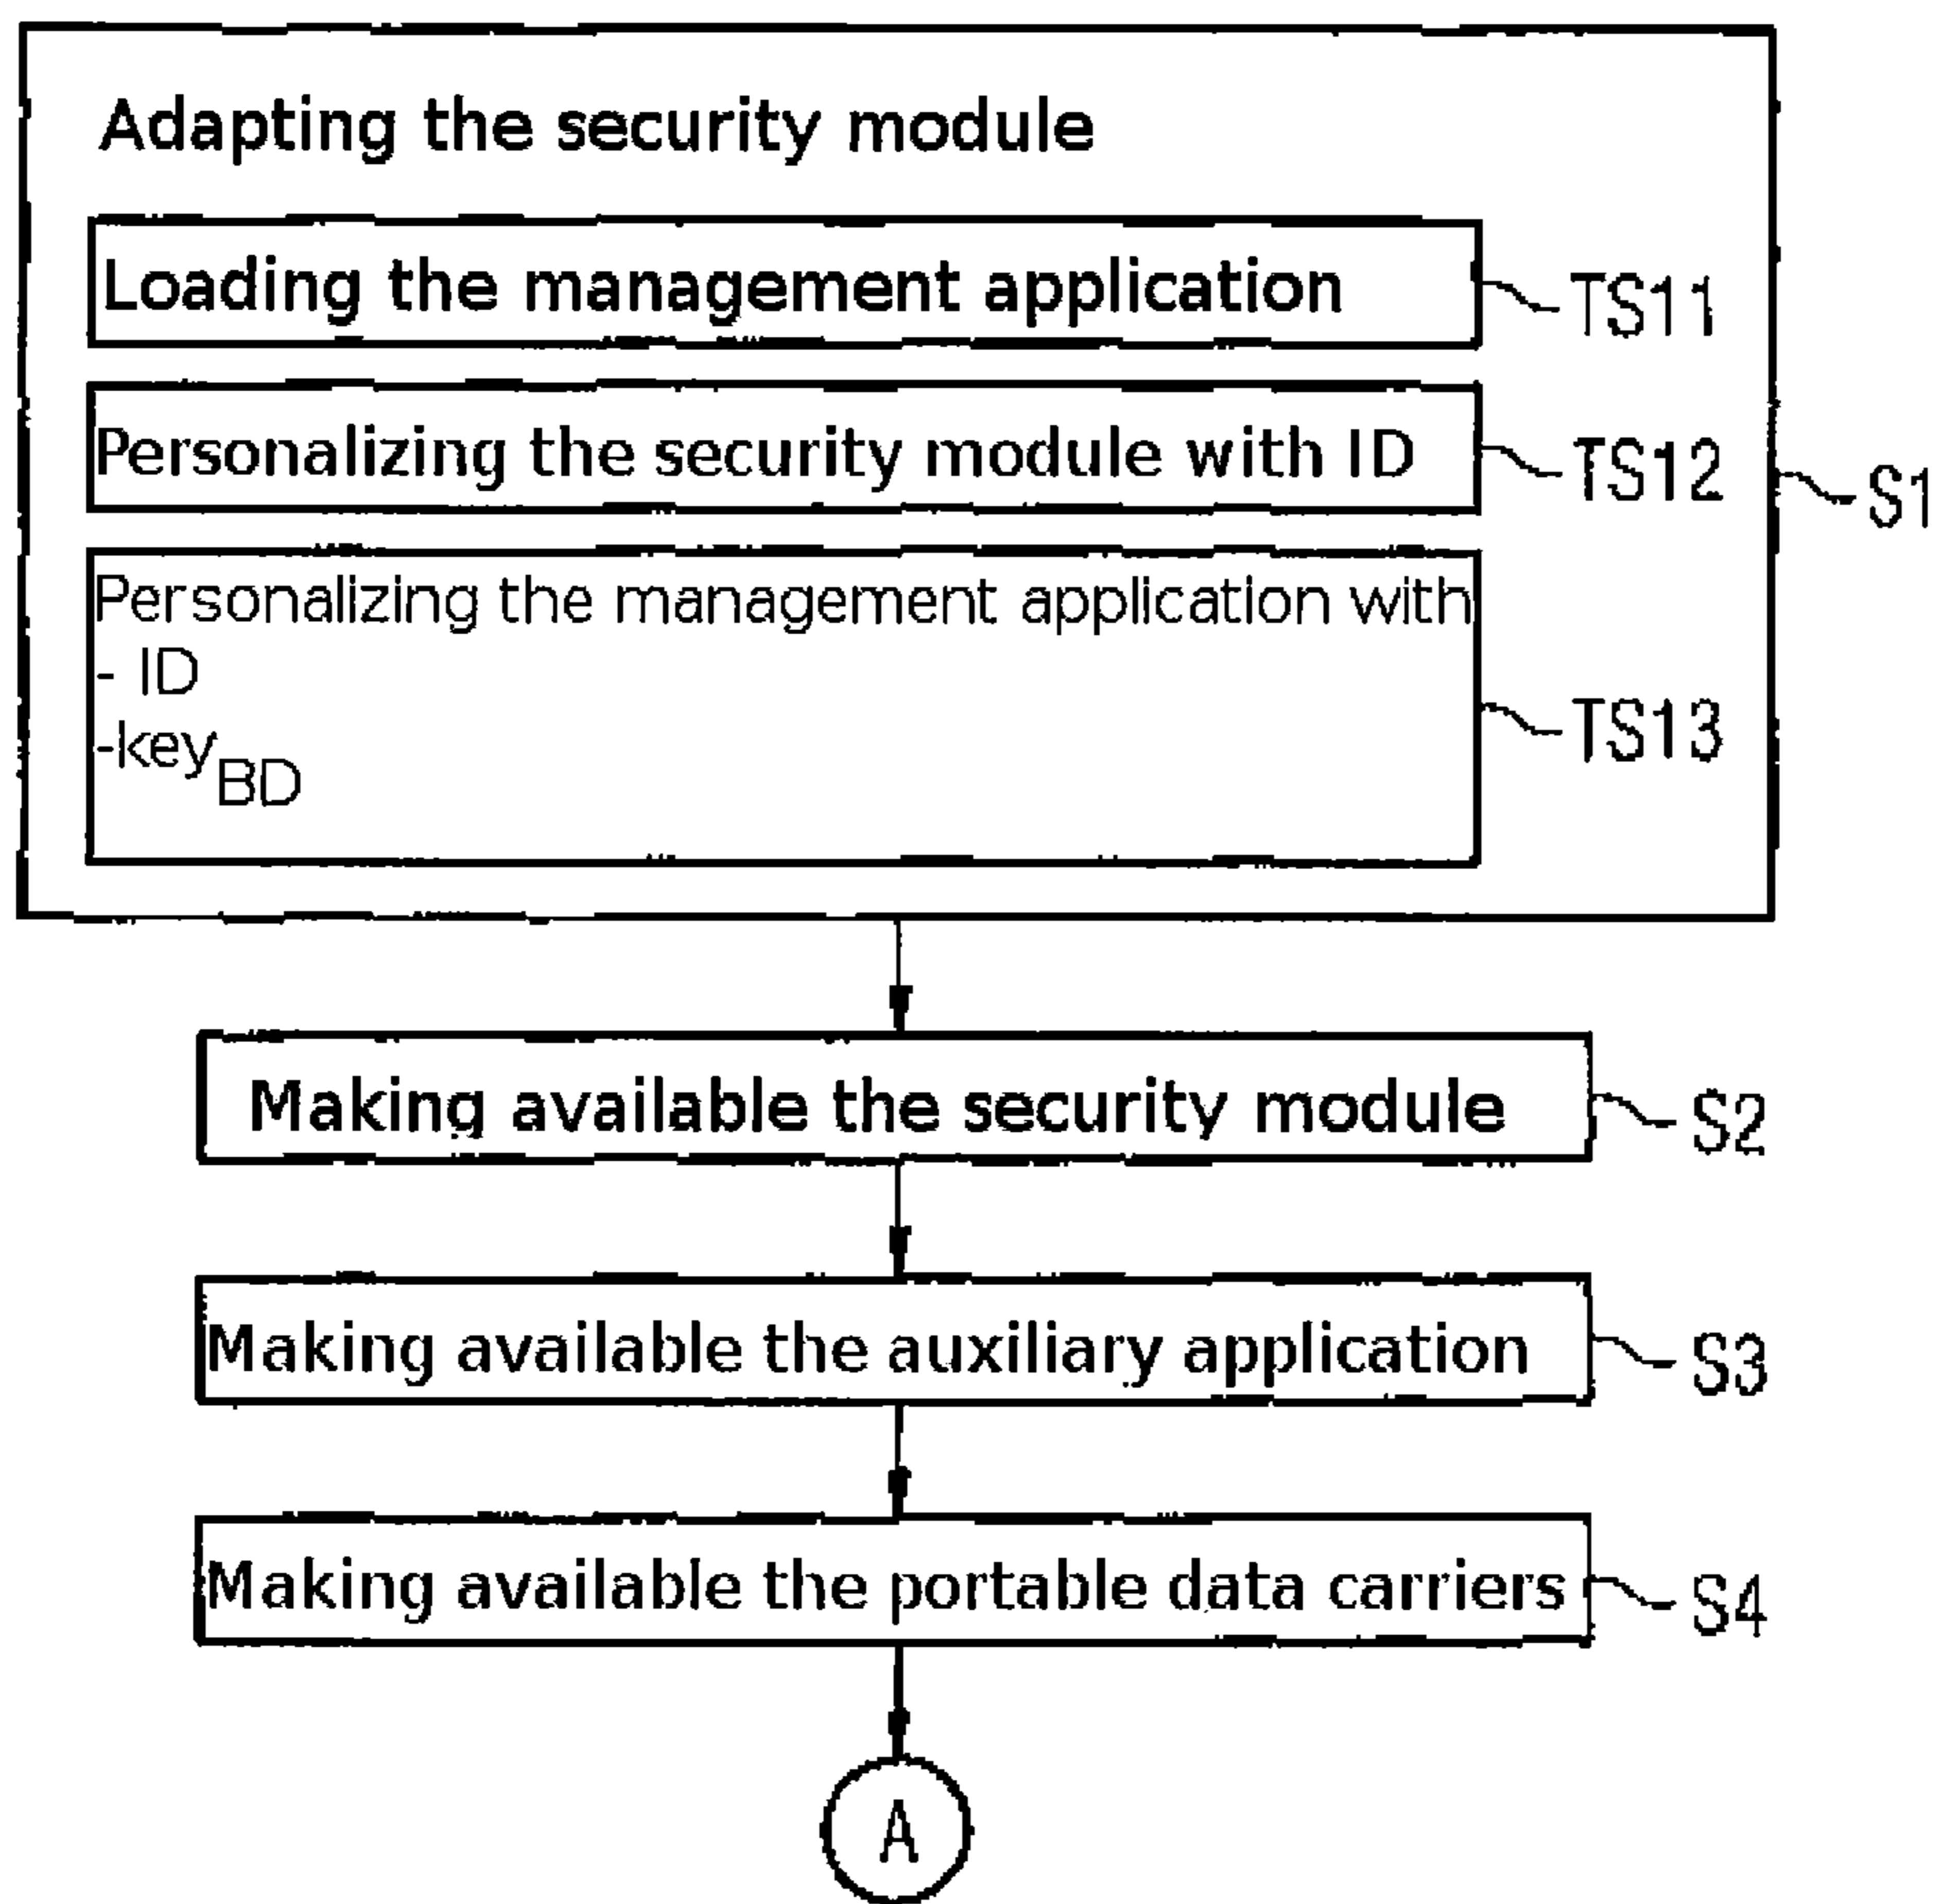 Adapting the security module
Loading the management application
TS11
Personalizing the security module with ID
TS12
S1
Personalizing the management application with
- ID
-key BD
TS13
Making available the security module
S2
Making available the auxiliary application
S3
Making available the portable data carriers
S4
A